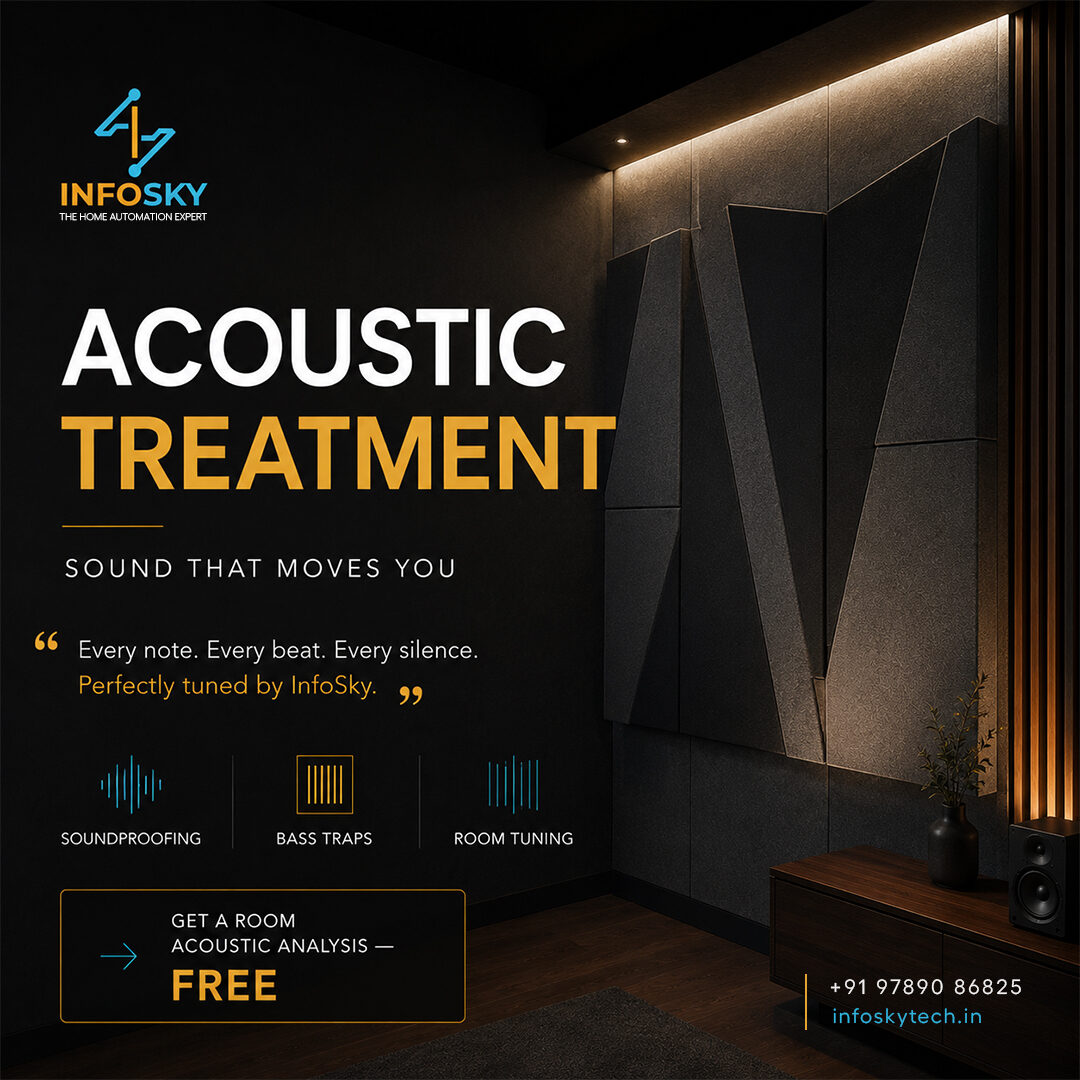 INFOSKY
THE HOME AUTOMATION EXPERT
ACOUSTIC
TREATMENT
SOUND THAT MOVES YOU
“ Every note. Every beat. Every silence.
Perfectly tuned by InfoSky. ”
SOUNDPROOFING
BASS TRAPS
ROOM TUNING
GET A ROOM
ACOUSTIC ANALYSIS —
FREE
+91 97890 86825
infoskytech.in